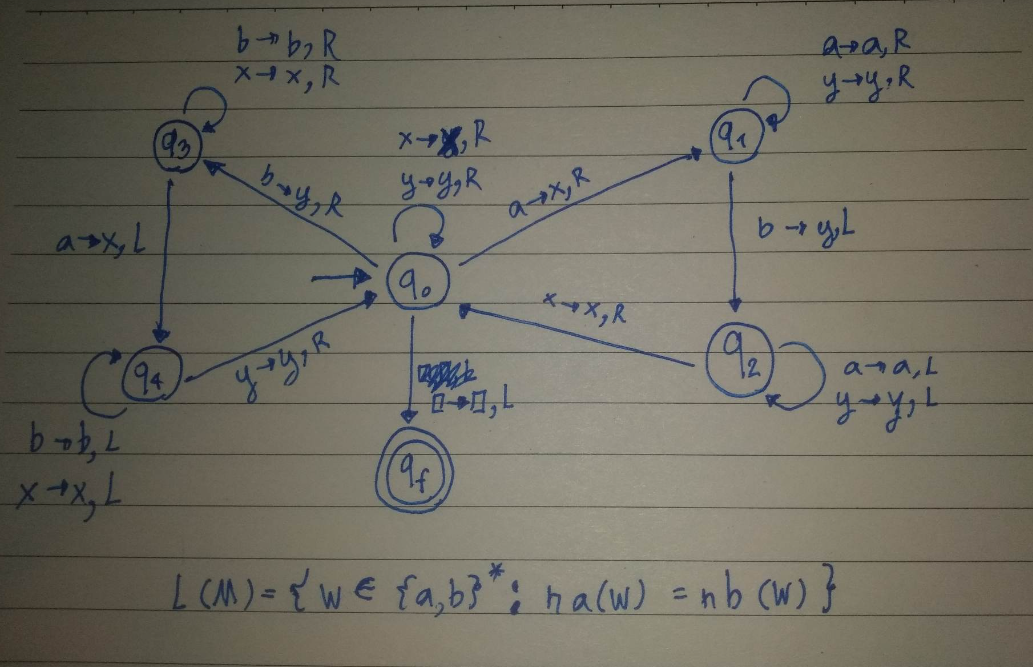 b→b, R
x→x, R
a→a, R
y→y, R
q3
q1
x→ , R
y→y, R
b→y, R
a→x, R
a→x, L
b→y, L
q0
x→x, R
q4
y→y, R
q2
□→□, L
a→a, L
y→y, L
b→b, L
x→x, L
qf
L(M)={w∈{a,b}*: na(w) = nb(w)}